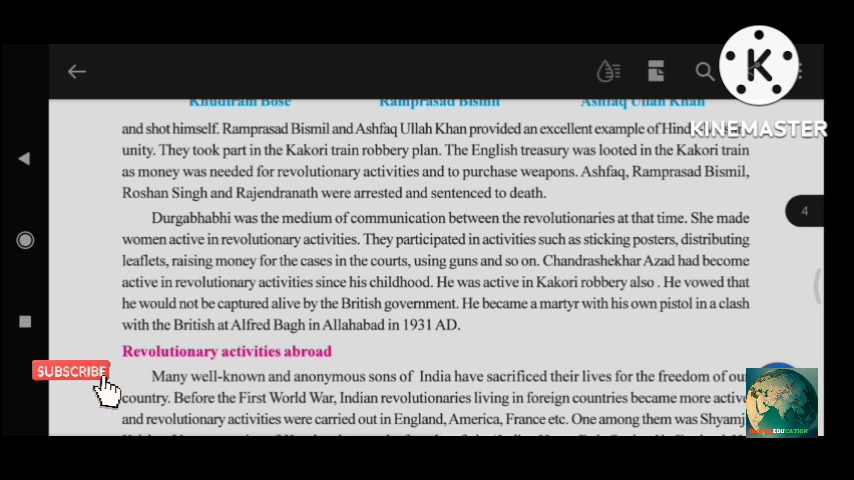 K
KINEMASTER
Khudiram Bose Ramprasad Bismil Ashfaq Ullah Khan
and shot himself. Ramprasad Bismil and Ashfaq Ullah Khan provided an excellent example of
unity. They took part in the Kakori train robbery plan. The English treasury was looted in the Kakori train
as money was needed for revolutionary activities and to purchase weapons. Ashfaq, Ramprasad Bismil,
Roshan Singh and Rajendranath were arrested and sentenced to death.
4
Durgabhabhi was the medium of communication between the revolutionaries at that time. She made
women active in revolutionary activities. They participated in activities such as sticking posters, distributing
leaflets, raising money for the cases in the courts, using guns and so on. Chandrashekhar Azad had become
active in revolutionary activities since his childhood. He was active in Kakori robbery also . He vowed that
he would not be captured alive by the British government. He became a martyr with his own pistol in a clash
with the British at Alfred Bagh in Allahabad in 1931 AD.
Revolutionary activities abroad
SUBSCRIBE
Many well-known and anonymous sons of India have sacrificed their lives for the freedom of our
country. Before the First World War, Indian revolutionaries living in foreign countries became more active
and revolutionary activities were carried out in England, America, France etc. One among them was Shyamj
EDUCATION